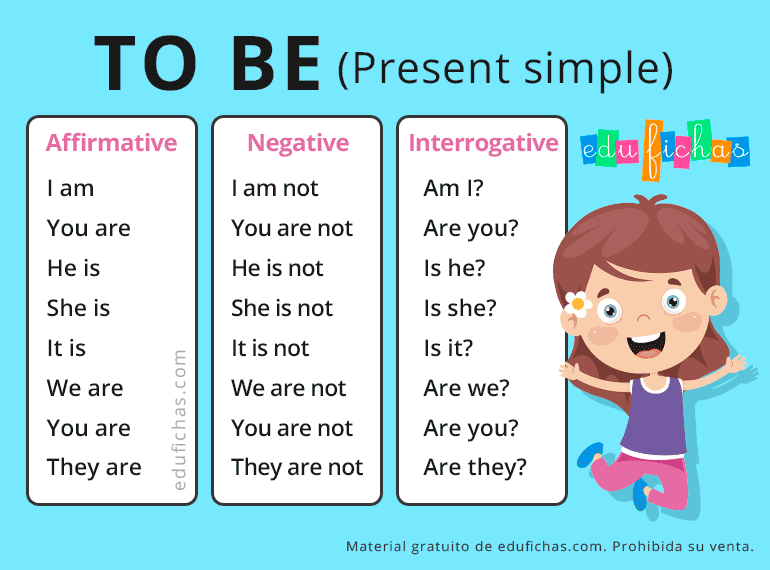 TO BE (Present simple)
edufichas
Affirmative
I am
You are
He is
She is
It is
We are
You are
They are
edufichas.com
Negative
I am not
You are not
He is not
She is not
It is not
We are not
You are not
They are not
Interrogative
Am I?
Are you?
Is he?
Is she?
Is it?
Are we?
Are you?
Are they?
Material gratuito de edufichas.com. Prohibida su venta.